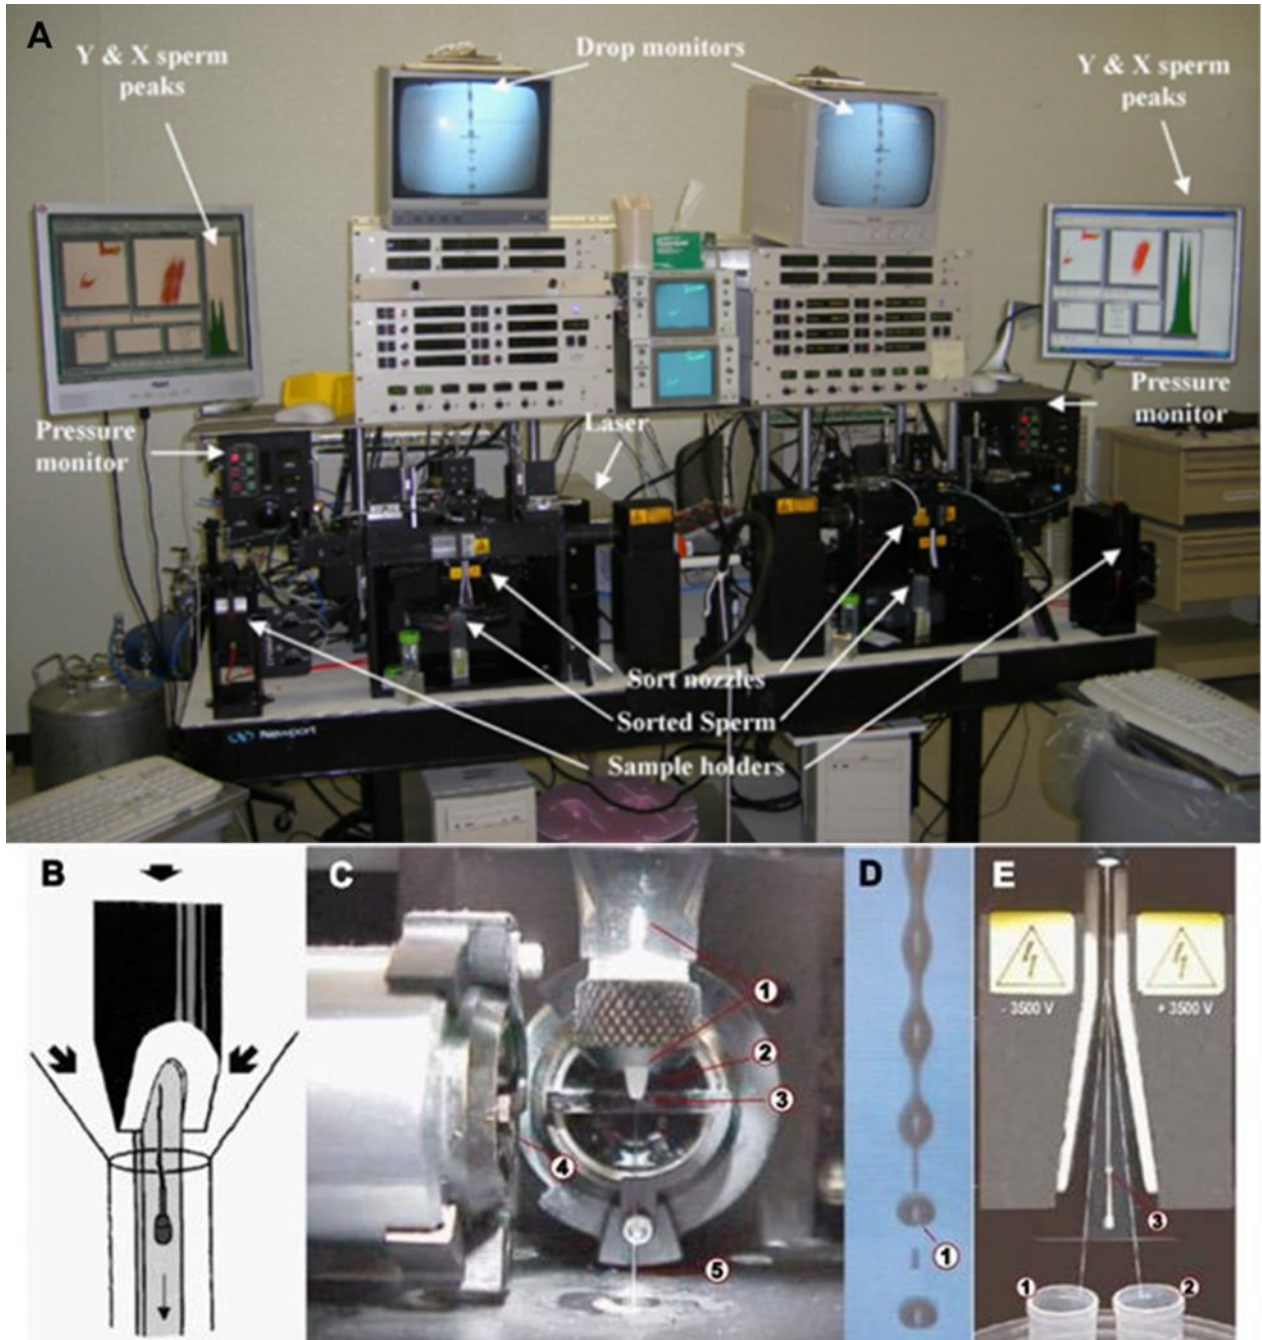 A
Y & X sperm
peaks
Drop monitors
Y & X sperm
peaks
Pressure
monitor
Laser
Pressure
monitor
Sort nozzles
Sorted Sperm
Sample holders
Newport
B
C
1
2
3
4
5
D
1
E
- 3500 V
+ 3500 V
3
1
2